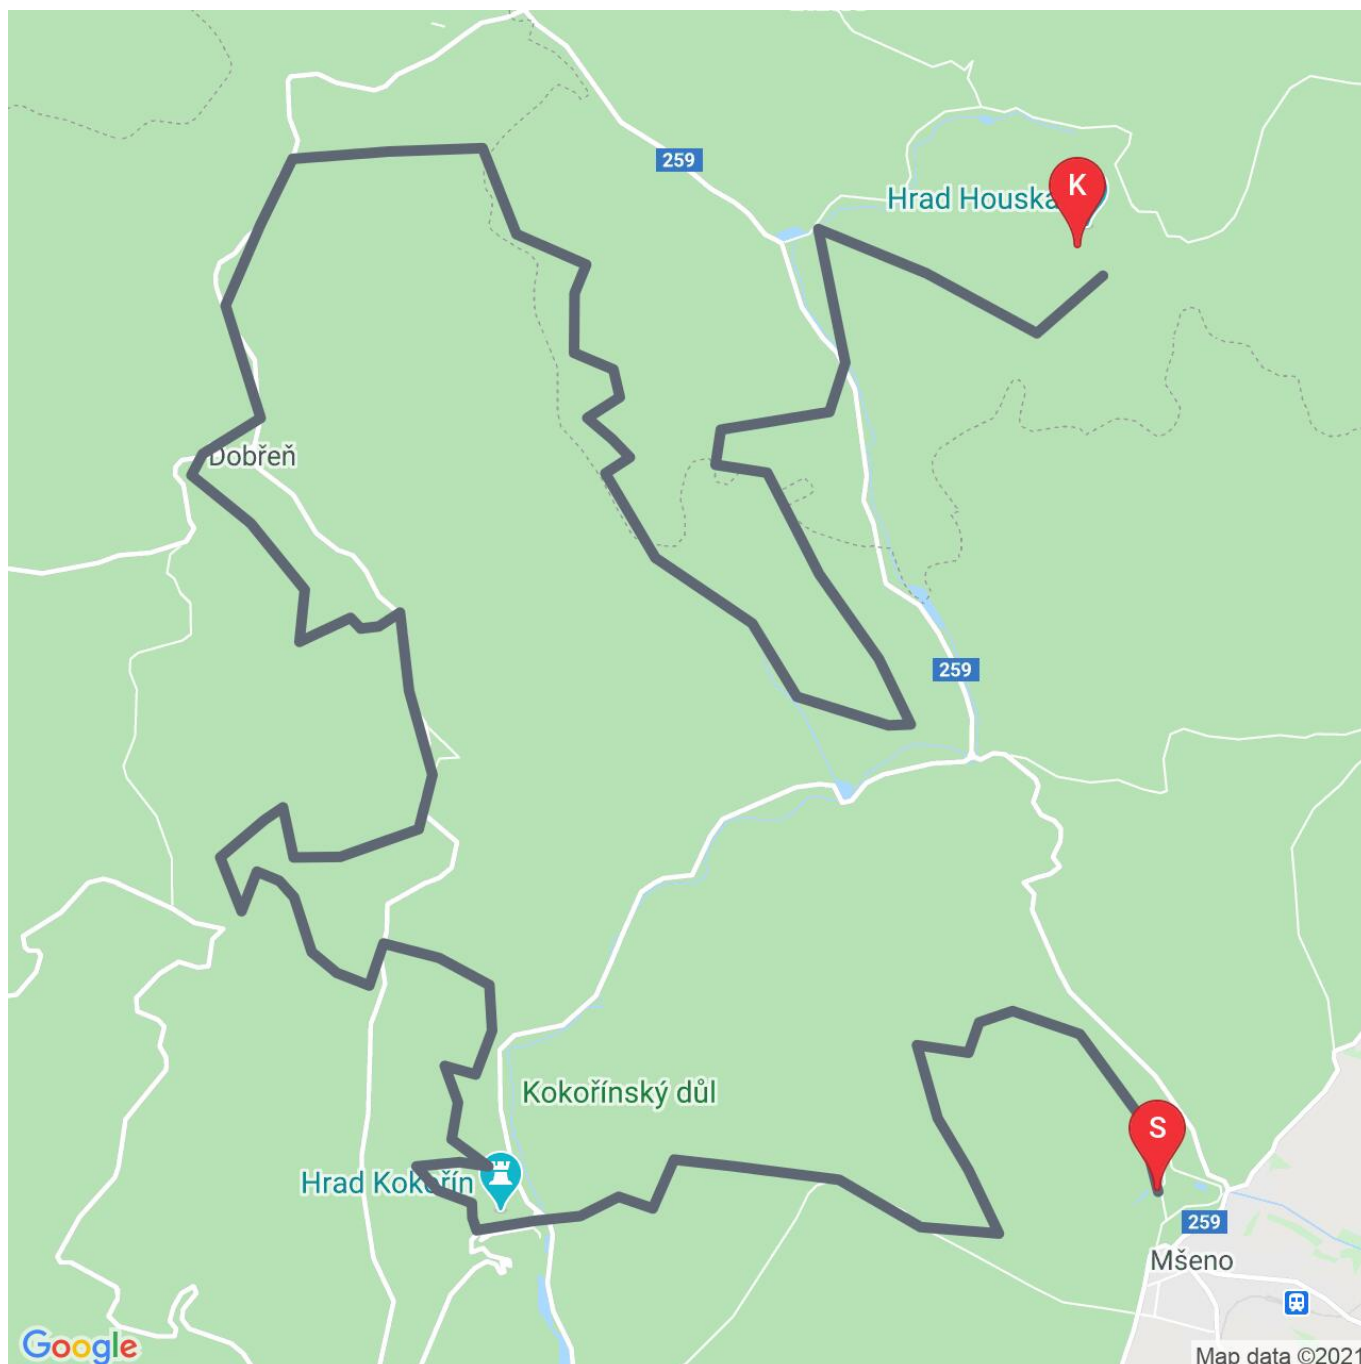 259
K
Hrad Houska
Dobřeň
259
Kokořínský důl
S
Hrad Kokořín
259
Mšeno
Google
Map data ©2021